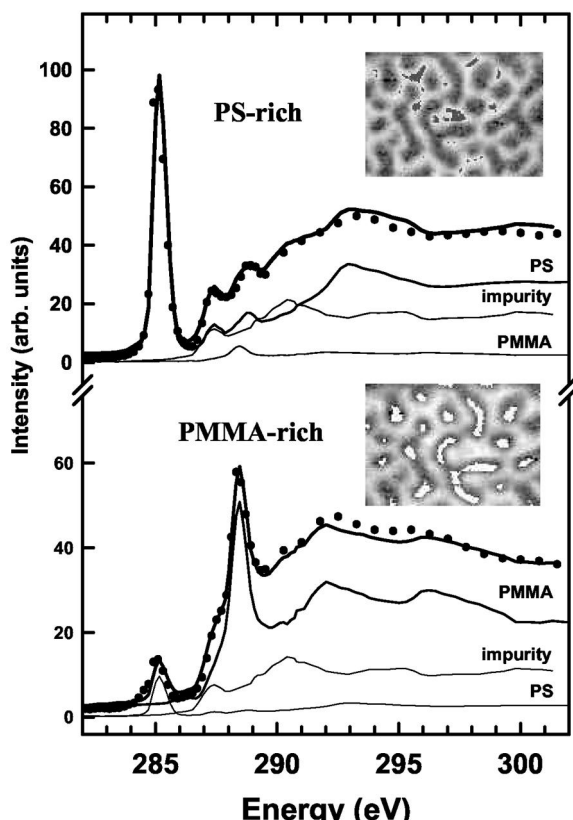 100
PS-rich
80
60
40
PS
impurity
20
PMMA
0
Intensity (arb. units)
PMMA-rich
60
40
PMMA
20
impurity
PS
0
285
290
295
300
Energy (eV)